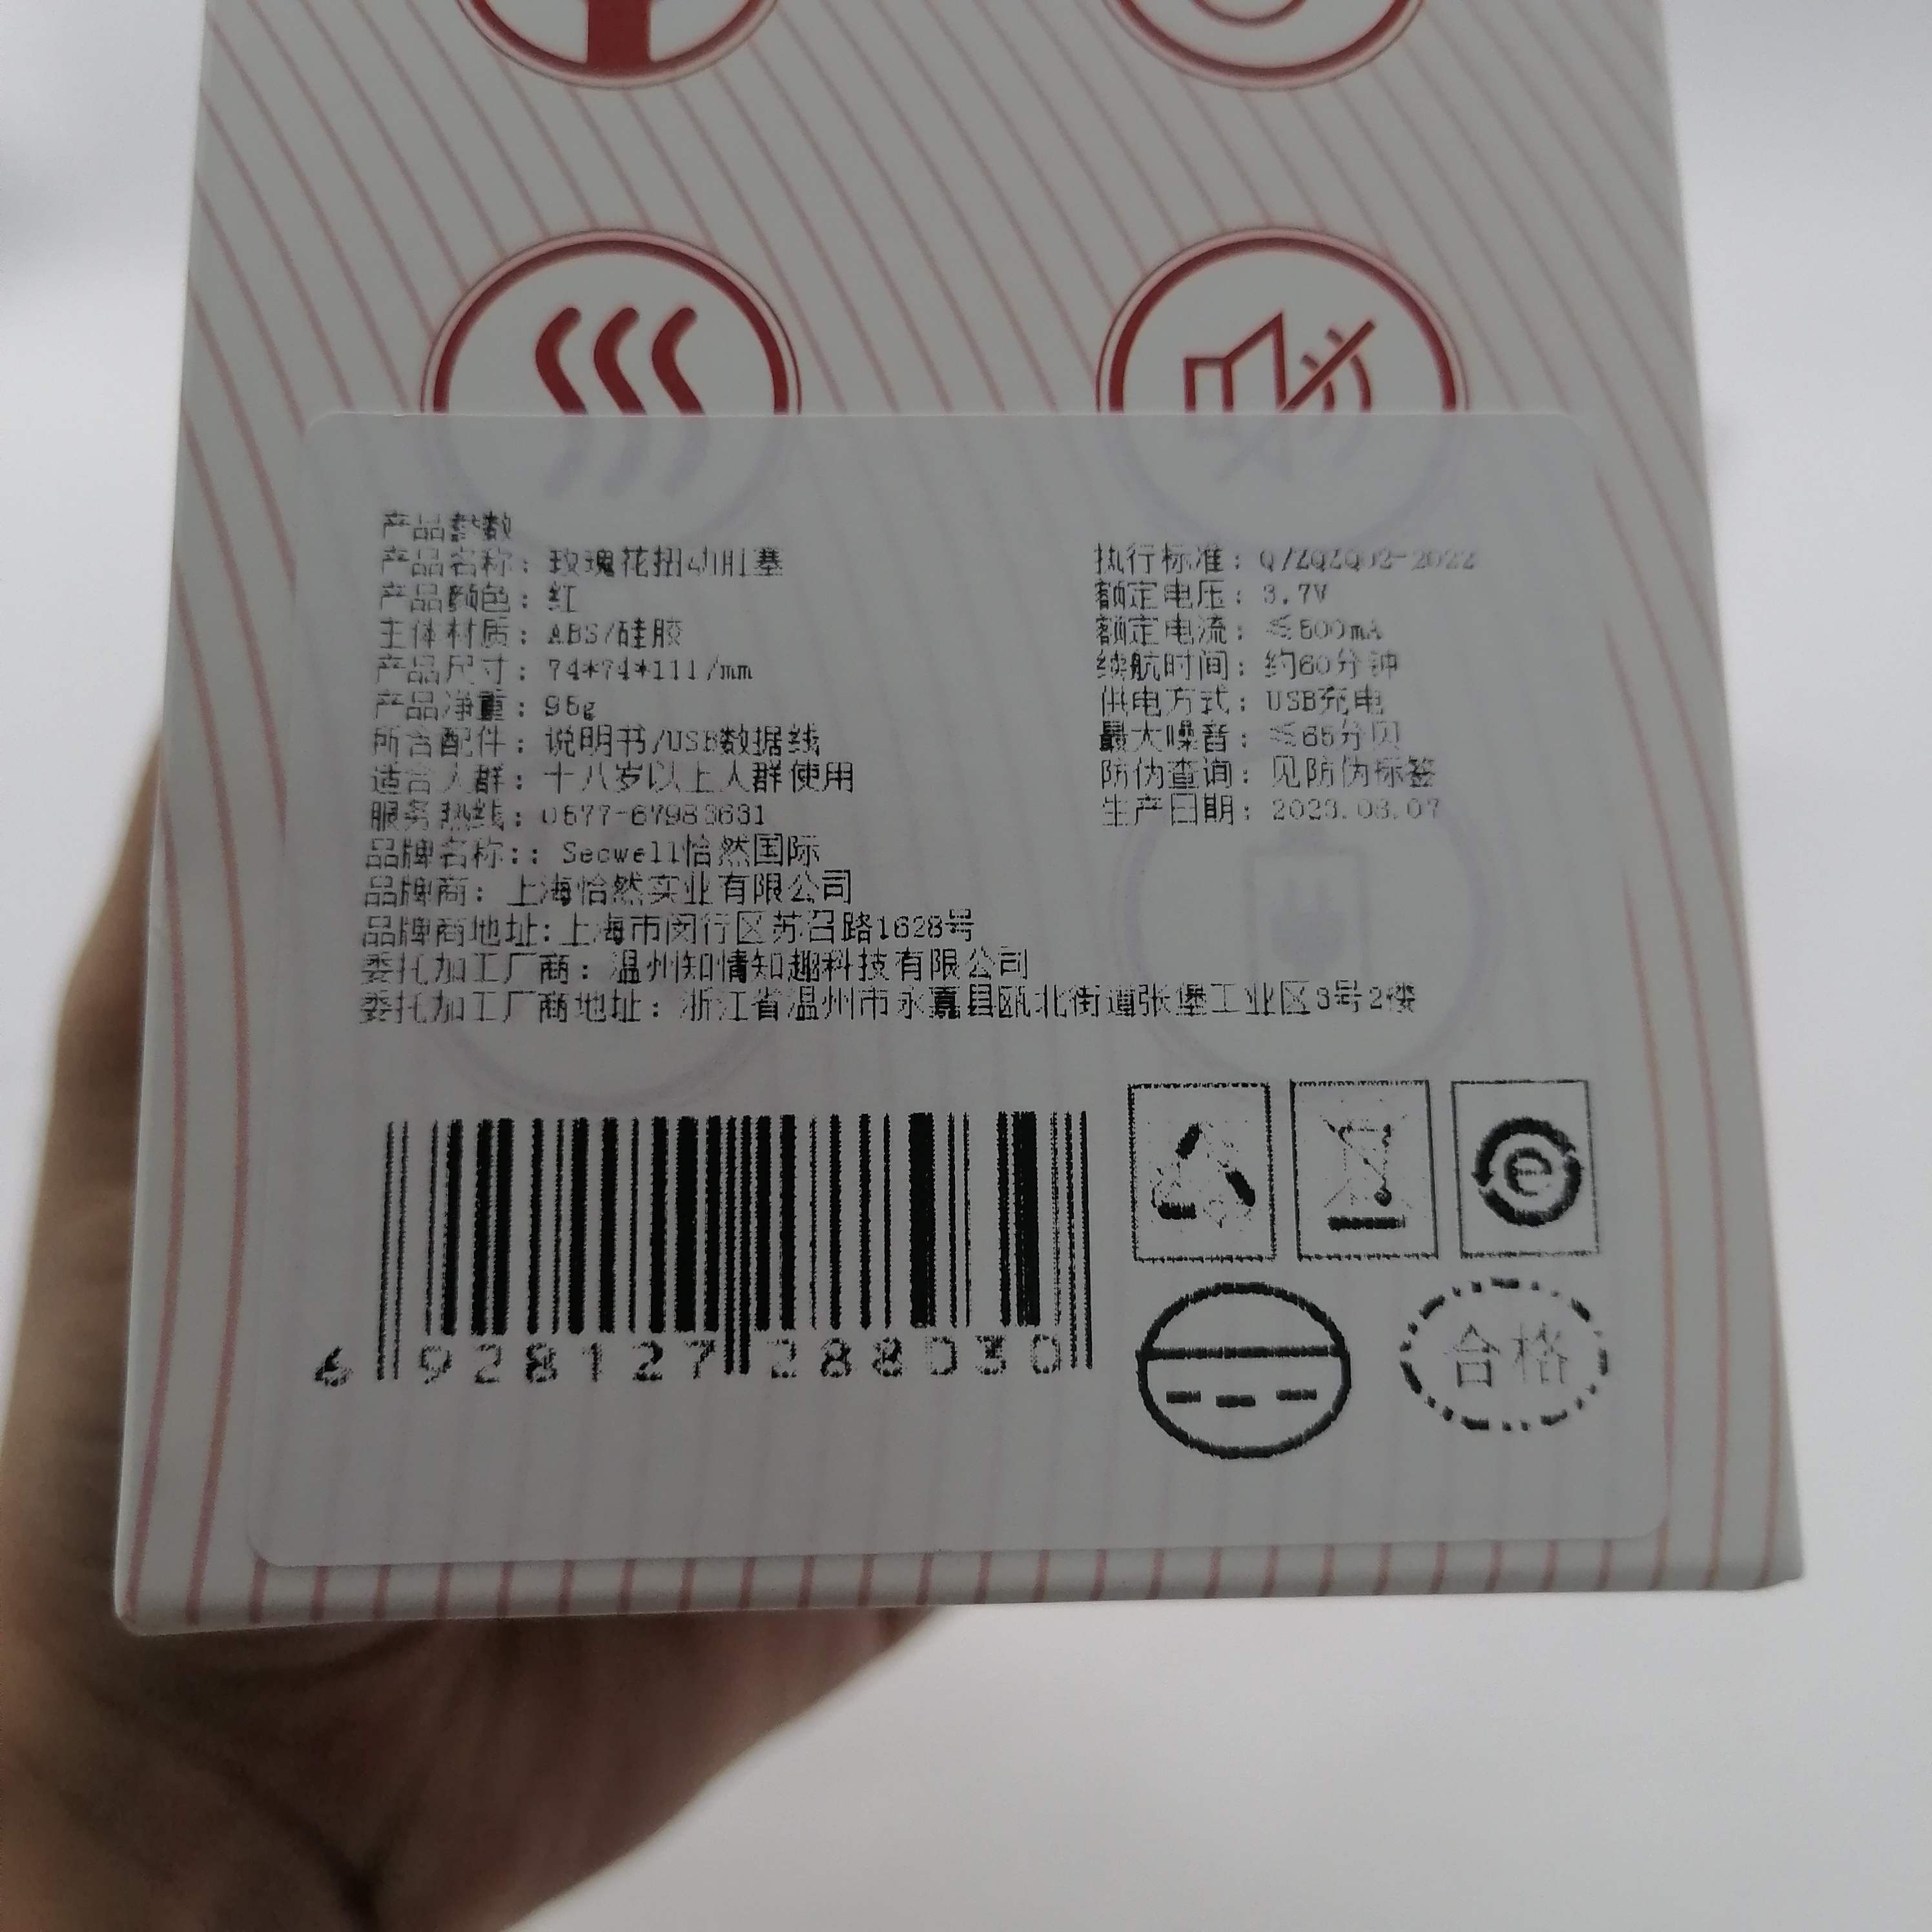 产品参数
产品名称：玫瑰花扭动肛塞
产品颜色：红
主体材质：ABS/硅胶
产品尺寸：74*74*111/mm
产品净重：
所含配件：说明书/USB数据线
适合人群：十八岁以上人群使用
服务热线：0577-67983631
品牌名称：：Secwell怡然国际
品牌商：上海怡然实业有限公司
品牌商地址:上海市闵行区苏召路1628号
委托加工厂商：温州知情知趣科技有限公司
委托加工厂商地址：浙江省温州市永嘉县瓯北街道张堡工业区3号2楼
执行标准：Q/ZQZQ02-2022
额定电压：3.7V
额定电流：
续航时间：约60分钟
供电方式：USB充电
最大噪音：≤65分贝
防伪查询：见防伪标签
生产日期：
6 928127 288030
e
合格